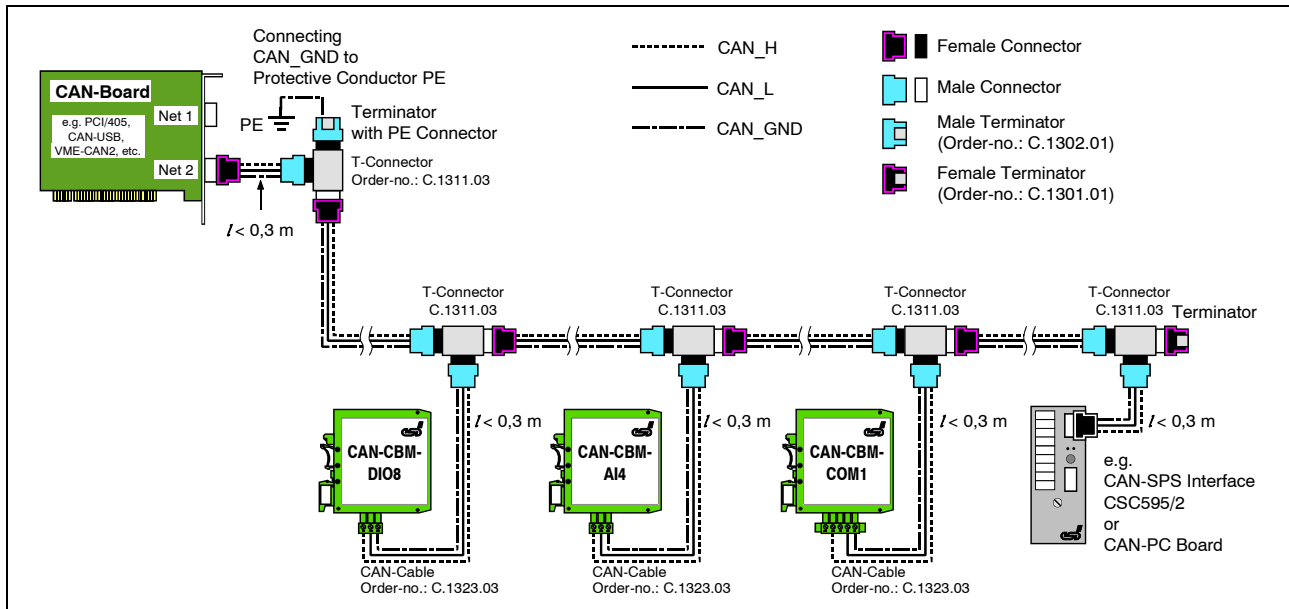 Connecting
CAN_GND to
Protective Conductor PE
CAN_H
CAN_L
CAN_GND
Female Connector
Male Connector
Male Terminator
(Order-no.: C.1302.01)
Female Terminator
(Order-no.: C.1301.01)
CAN-Board
e.g. PCI/405,
CAN-USB,
VME-CAN2, etc.
Net 1
Net 2
PE
Terminator
with PE Connector
T-Connector
Order-no.: C.1311.03
l < 0,3 m
T-Connector
C.1311.03
T-Connector
C.1311.03
T-Connector
C.1311.03
T-Connector
C.1311.03
Terminator
l < 0,3 m
l < 0,3 m
l < 0,3 m
l < 0,3 m
esd
CAN-CBM-
DIO8
esd
CAN-CBM-
AI4
esd
CAN-CBM-
COM1
e.g.
CAN-SPS Interface
CSC595/2
or
CAN-PC Board
esd
CAN-Cable
Order-no.: C.1323.03
CAN-Cable
Order-no.: C.1323.03
CAN-Cable
Order-no.: C.1323.03